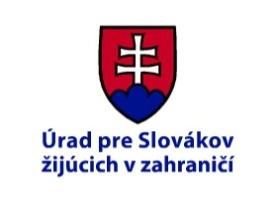 Úrad pre Slovákov
žijúcich v zahraničí